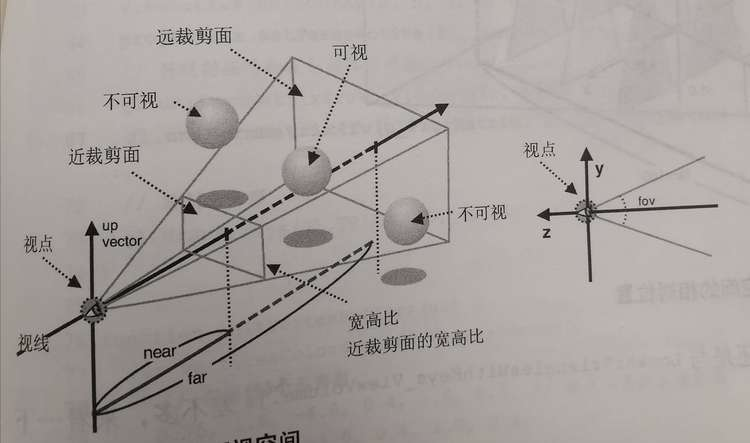 远裁剪面
可视
不可视
近裁剪面
up
vector
视点
视线
near
far
不可视
宽高比
近裁剪面的宽高比
视点
y
fov
z